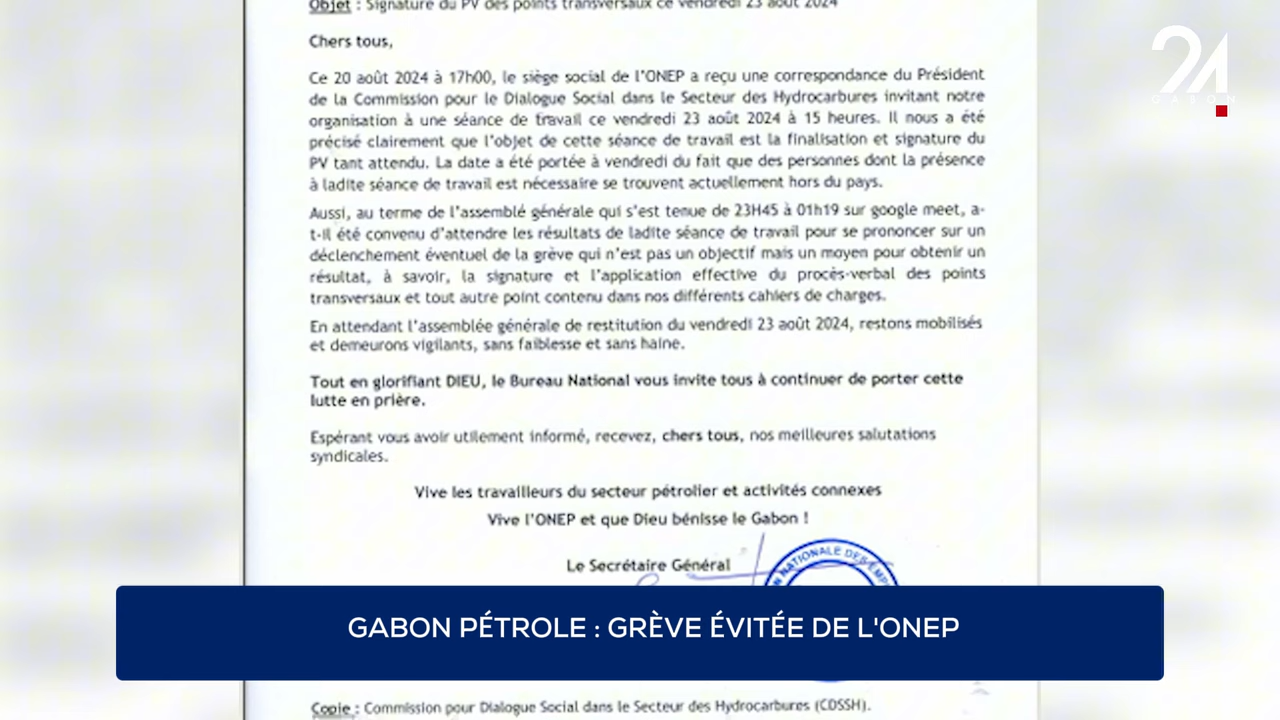 Objet : Signature du PV des points transversaux ce vendredi 23 août 2024
Chers tous,
Ce 20 août 2024 à 17h00, le siège social de l'ONEP a reçu une correspondance du Président
de la Commission pour le Dialogue Social dans le Secteur des Hydrocarbures invitant notre
organisation à une séance de travail ce vendredi 23 août 2024 à 15 heures. Il nous a été
précisé clairement que l'objet de cette séance de travail est la finalisation et signature du
PV tant attendu. La date a été portée à vendredi du fait que des personnes dont la présence
à ladite séance de travail est nécessaire se trouvent actuellement hors du pays.
Aussi, au terme de l'assemblé générale qui s'est tenue de 23H45 à 01h19 sur google meet, a-
t-il été convenu d'attendre les résultats de ladite séance de travail pour se prononcer sur un
déclenchement éventuel de la grève qui n'est pas un objectif mais un moyen pour obtenir un
résultat, à savoir, la signature et l'application effective du procès-verbal des points
transversaux et tout autre point contenu dans nos différents cahiers de charges.
En attendant l'assemblée générale de restitution du vendredi 23 août 2024, restons mobilisés
et demeurons vigilants, sans faiblesse et sans haine.
Tout en glorifiant DIEU, le Bureau National vous invite tous à continuer de porter cette
lutte en prière.
Espérant vous avoir utilement informé, recevez, chers tous, nos meilleures salutations
syndicales.
Vive les travailleurs du secteur pétrolier et activités connexes
Vive l'ONEP et que Dieu bénisse le Gabon !
Le Secrétaire Général
NATIONALE DES
GABON PÉTROLE : GRÈVE ÉVITÉE DE L'ONEP
Copie : Commission pour Dialogue Social dans le Secteur des Hydrocarbures (CDSSH).
24
GABON